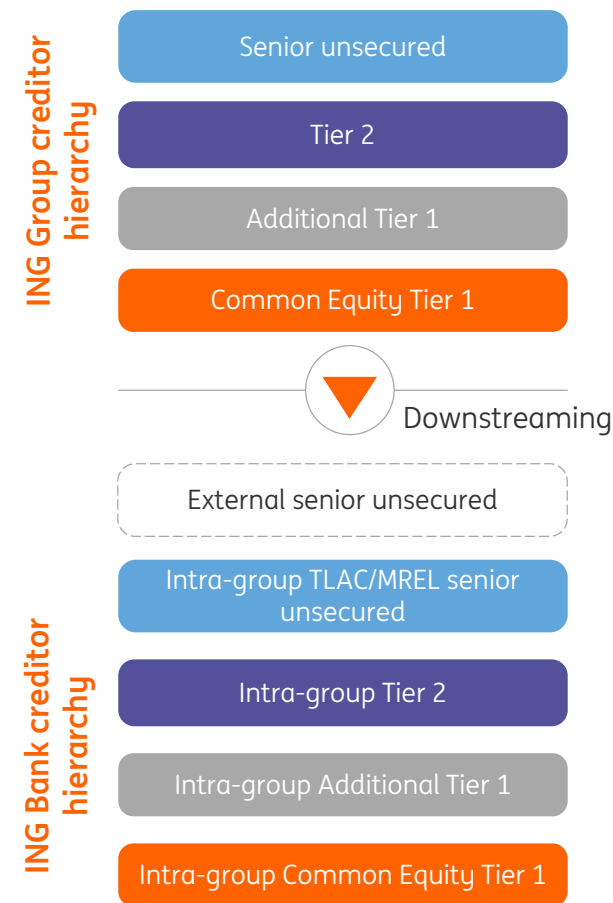 ING Group creditor
hierarchy
Senior unsecured
Tier 2
Additional Tier 1
Common Equity Tier 1
Downstreaming
ING Bank creditor
hierarchy
External senior unsecured
Intra-group TLAC/MREL senior
unsecured
Intra-group Tier 2
Intra-group Additional Tier 1
Intra-group Common Equity Tier 1